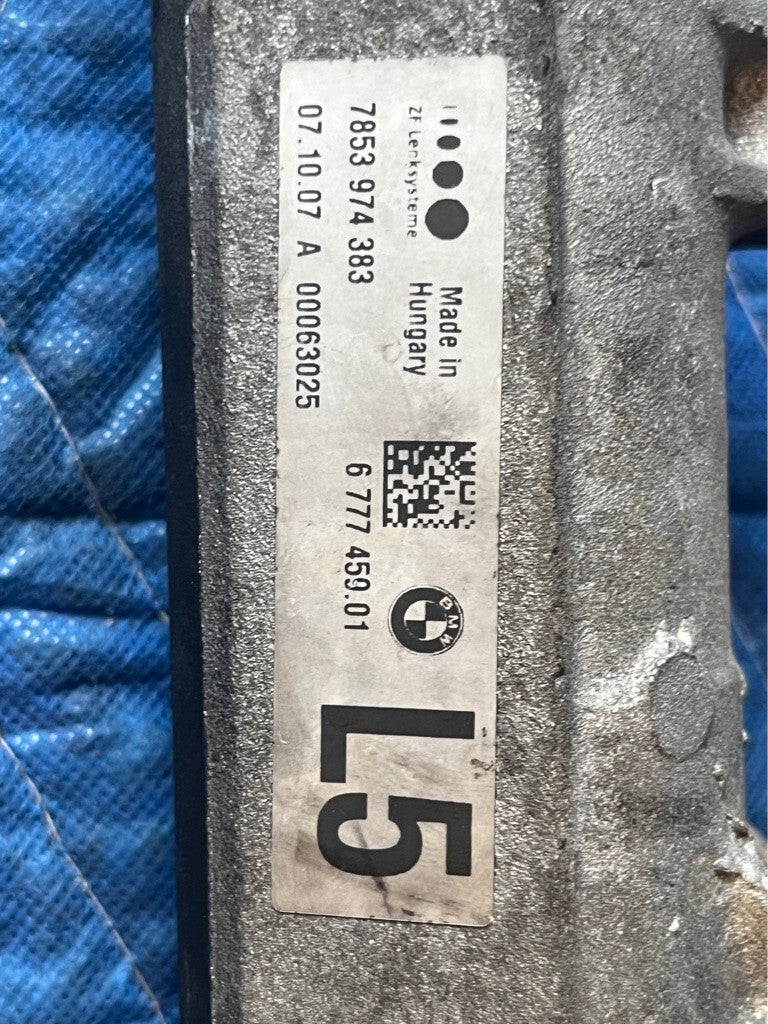 ZF Lenksysteme
Made in
Hungary
7853 974 383
07.10.07 A 00063025
6 777 459.01
BMW
L5